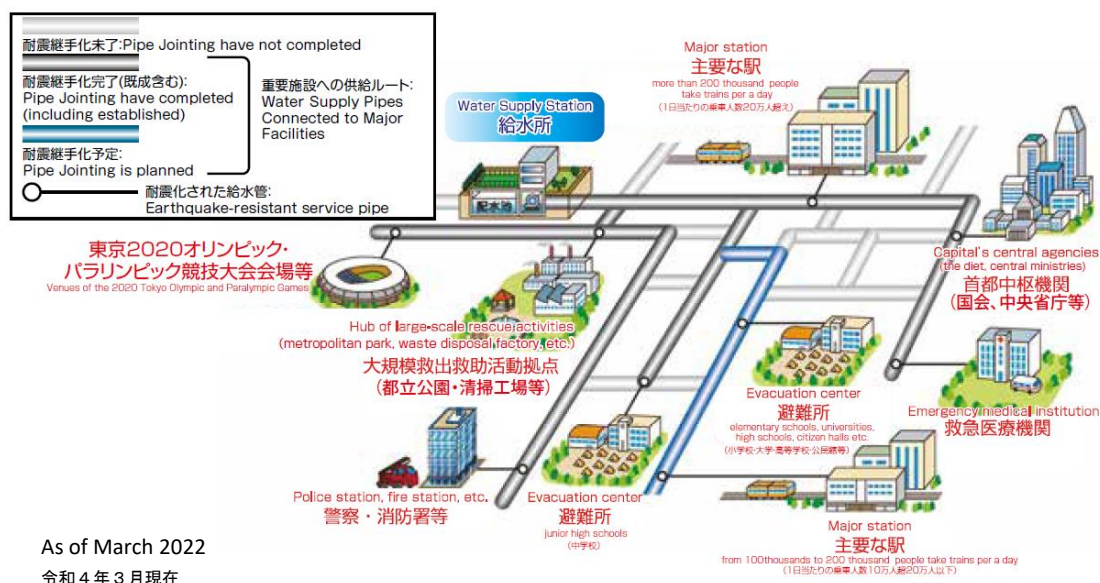 耐震継手化未了:Pipe Jointing have not completed
耐震継手化完了(既成含む):
Pipe Jointing have completed
(including established)
耐震継手化予定:
Pipe Jointing is planned
重要施設への供給ルート:
Water Supply Pipes
Connected to Major
Facilities
耐震化された給水管:
Earthquake-resistant service pipe
Water Supply Station
給水所
配水池
Major station
主要な駅
more than 200 thousand people
take trains per a day
(1日当たりの乗車人数20万人超え)
東京2020オリンピック・
パラリンピック競技大会会場等
Venues of the 2020 Tokyo Olympic and Paralympic Games
Hub of large-scale rescue activities
(metropolitan park, waste disposal factory, etc.)
大規模救出救助活動拠点
(都立公園・清掃工場等)
Capital's central agencies
(the diet, central ministries)
首都中枢機関
(国会、中央省庁等)
Evacuation center
避難所
elementary schools, universities,
high schools, citizen halls etc.
(小学校・大学・高等学校・公民館等)
Emergency medical institution
救急医療機関
Police station, fire station, etc.
警察・消防署等
Evacuation center
避難所
junior high schools
(中学校)
Major station
主要な駅
from 100thousands to 200 thousand people take trains per a day
(1日当たりの乗車人数10万人超20万人以下)
As of March 2022
令和4年3月現在